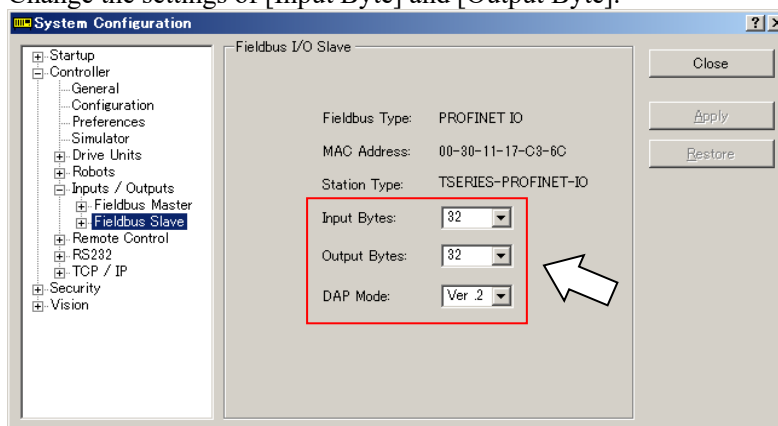 Change the settings of [Input Byte] and [Output Byte].
System Configuration
Startup
Controller
General
Configuration
Preferences
Simulator
Drive Units
Robots
Inputs / Outputs
Fieldbus Master
Fieldbus Slave
Remote Control
RS232
TCP / IP
Security
Vision
Fieldbus I/O Slave
Fieldbus Type: PROFINET IO
MAC Address: 00-30-11-17-C3-6C
Station Type: TSERIES-PROFINET-IO
Input Bytes: 32
Output Bytes: 32
DAP Mode: Ver .2
Close
Apply
Restore